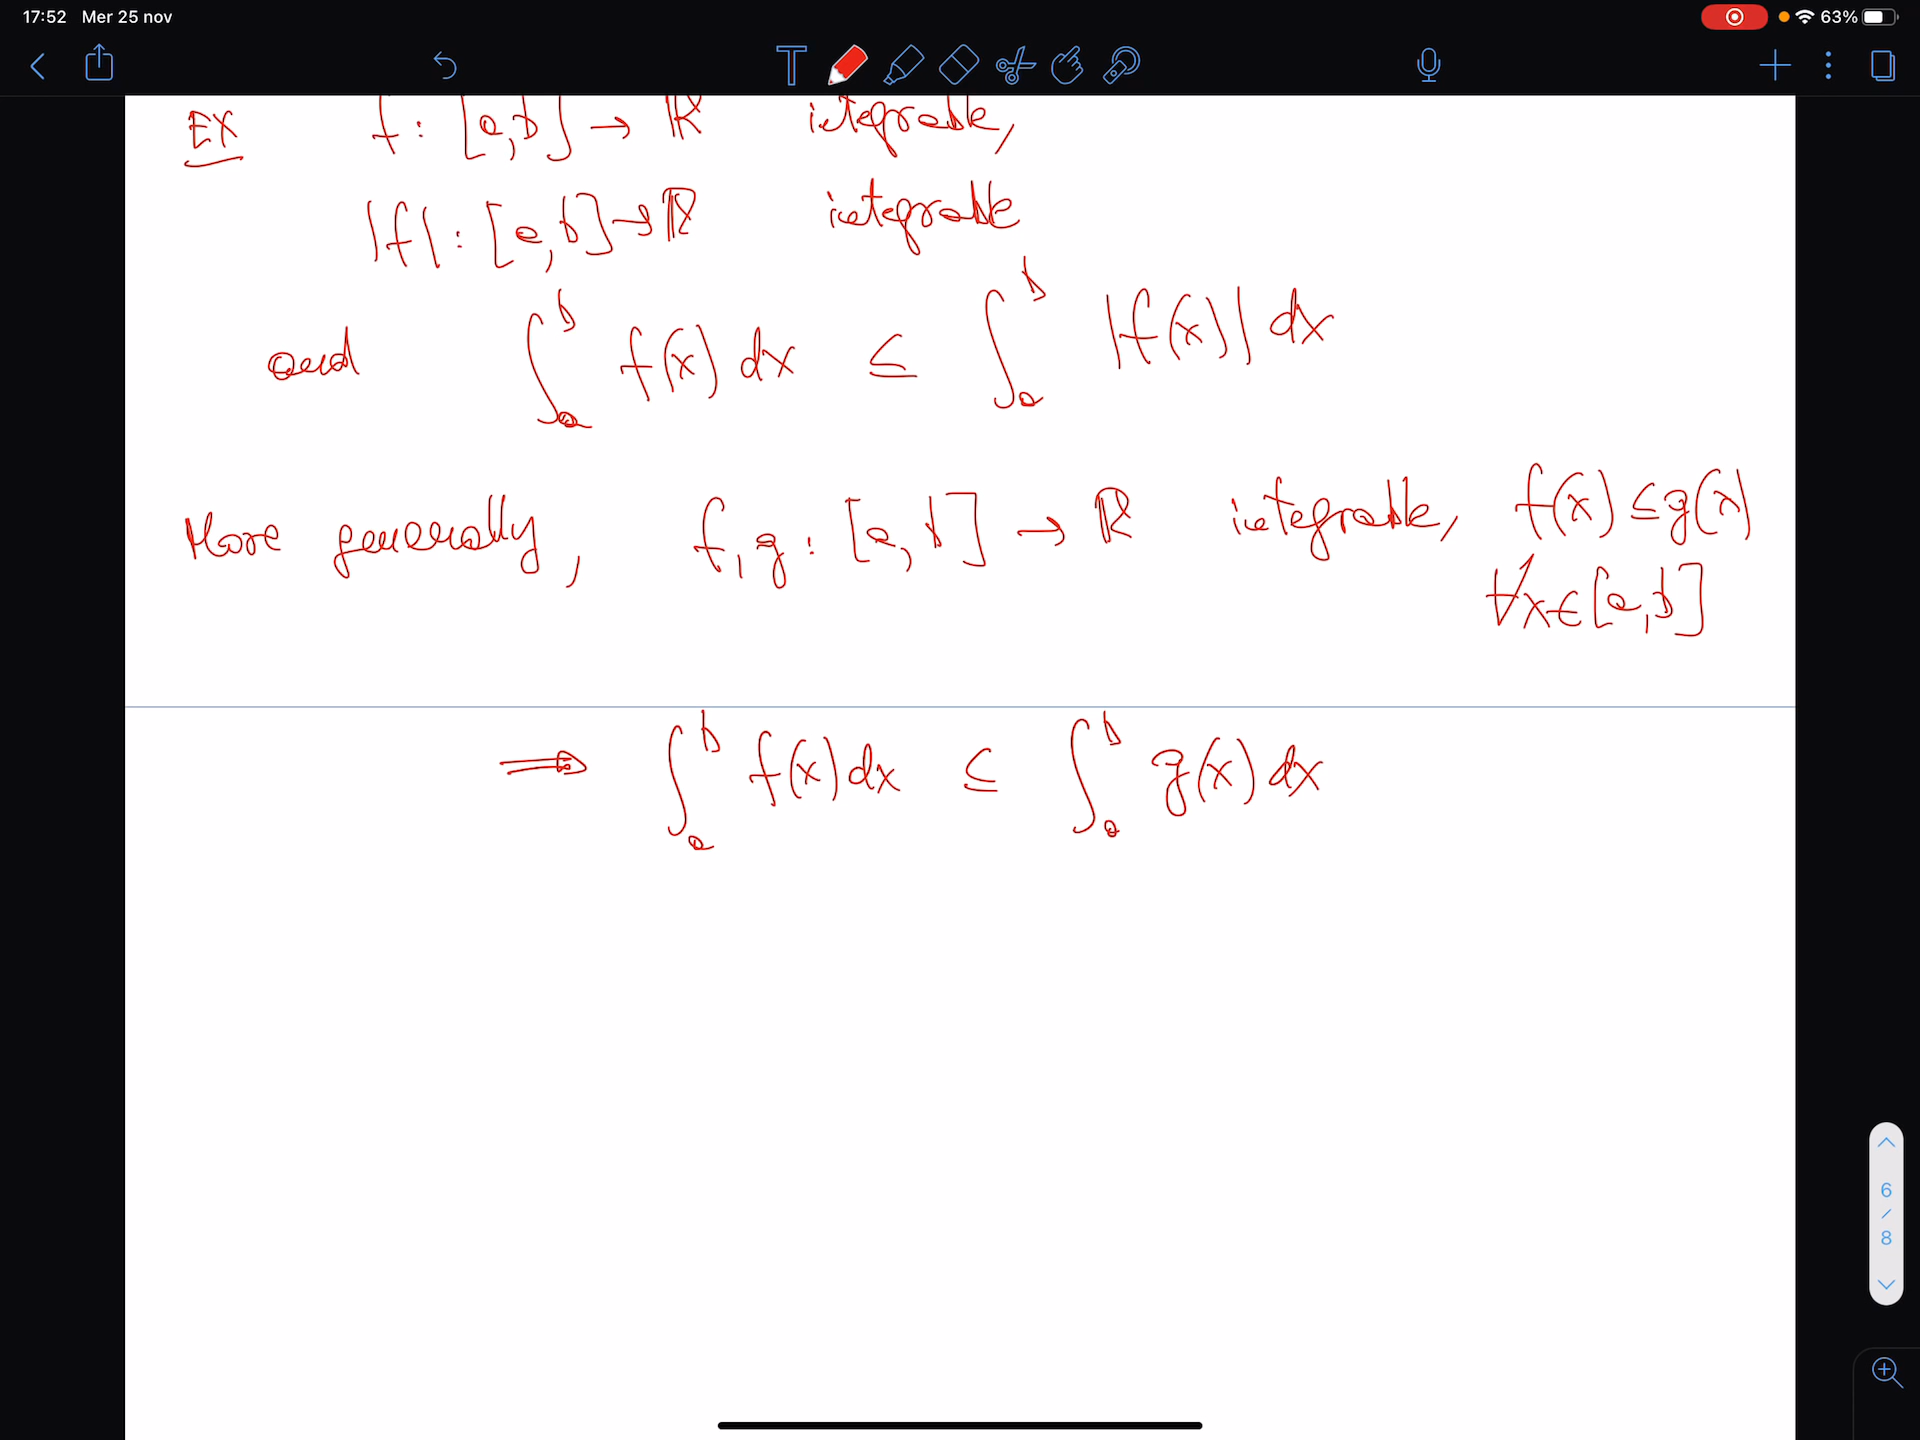 17:52 Mer 25 nov 63%
EX f : [a,b] → ℝ integrable,
|f| : [a,b] → ℝ integrable
and ∫_a^b f(x) dx ≤ ∫_a^b |f(x)| dx
More generally, f, g : [a,b] → ℝ integrable, f(x) ≤ g(x)
∀x∈[a,b]
⟹ ∫_a^b f(x) dx ≤ ∫_a^b g(x) dx
6
/
8